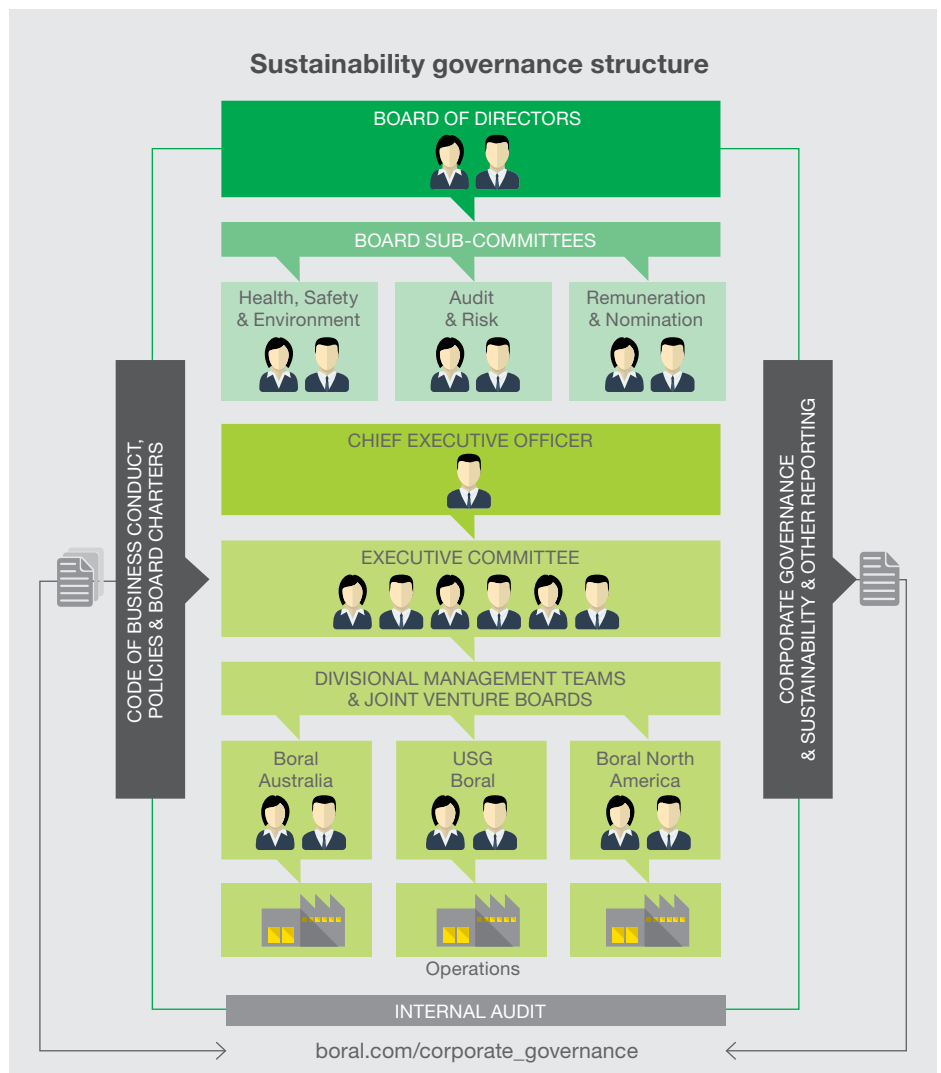 Sustainability governance structure
BOARD OF DIRECTORS
BOARD SUB-COMMITTEES
Health, Safety
& Environment
Audit
& Risk
Remuneration
& Nomination
CHIEF EXECUTIVE OFFICER
EXECUTIVE COMMITTEE
DIVISIONAL MANAGEMENT TEAMS
& JOINT VENTURE BOARDS
Boral
Australia
USG
Boral
Boral North
America
Operations
CODE OF BUSINESS CONDUCT,
POLICIES & BOARD CHARTERS
CORPORATE GOVERNANCE
& SUSTAINABILITY & OTHER REPORTING
INTERNAL AUDIT
boral.com/corporate_governance